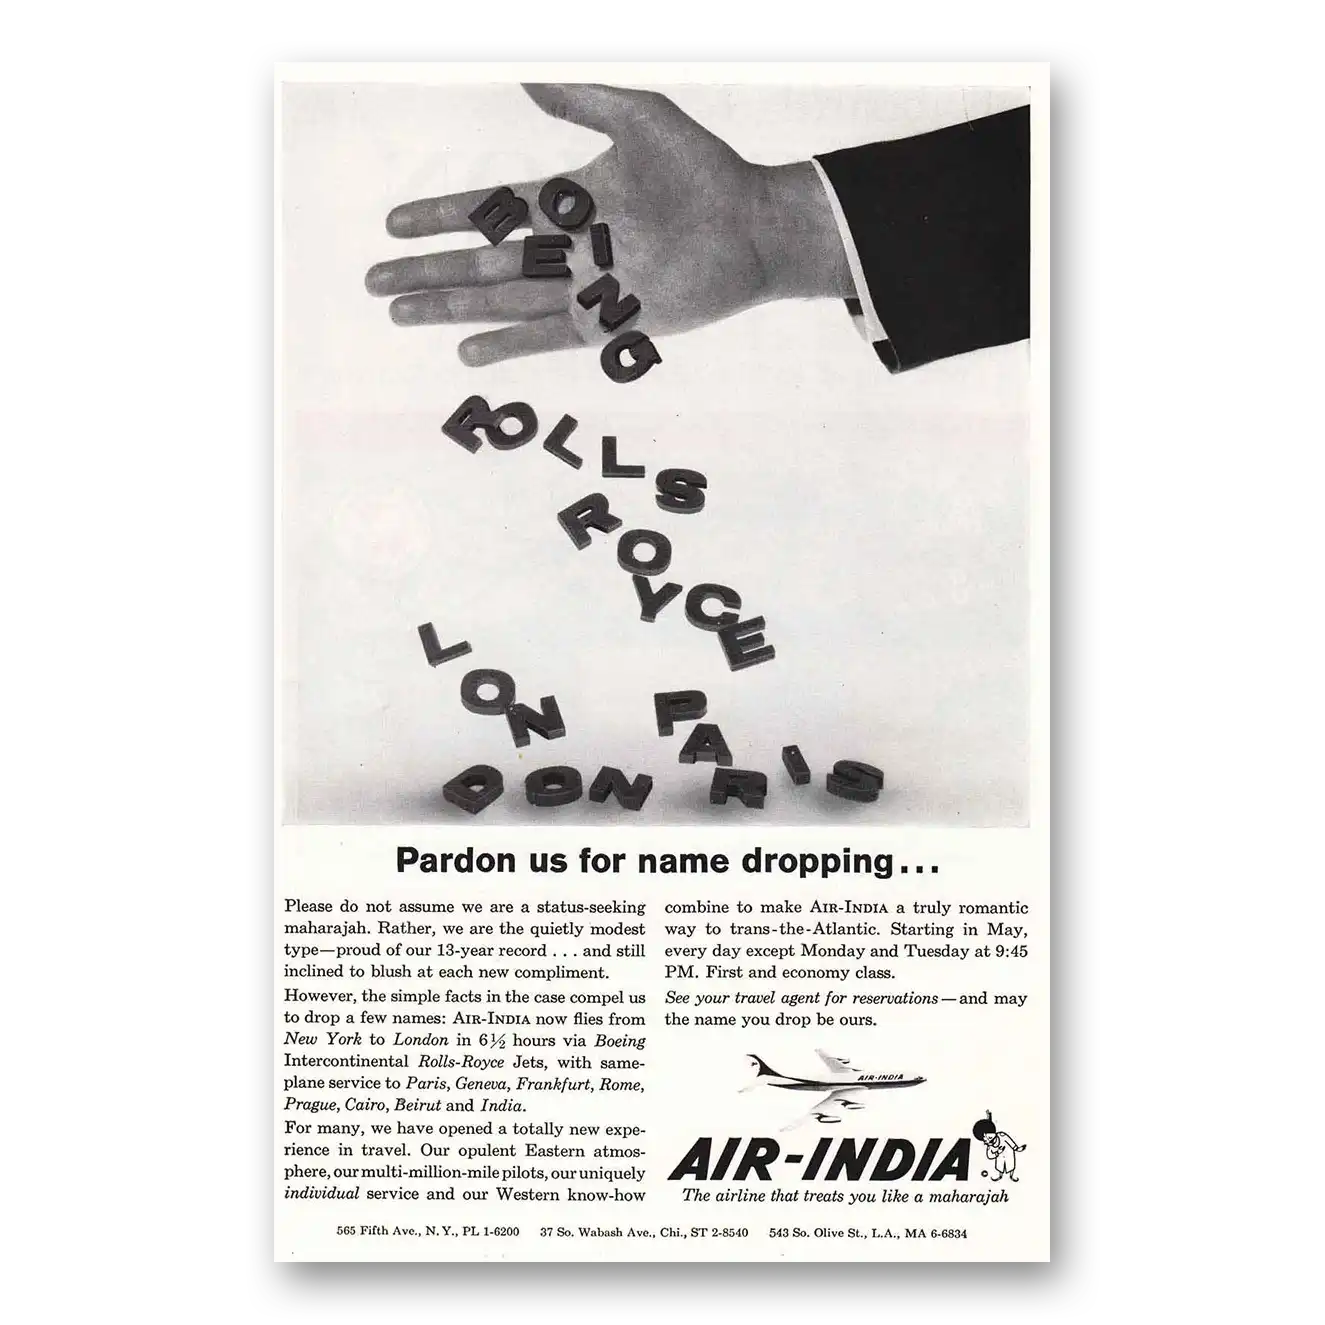 BOEING
ROLLS
ROYCE
LONDON
PARIS
Pardon us for name dropping...
Please do not assume we are a status-seeking
maharajah. Rather, we are the quietly modest
type—proud of our 13-year record . . . and still
inclined to blush at each new compliment.
However, the simple facts in the case compel us
to drop a few names: AIR-INDIA now flies from
New York to London in 6½ hours via Boeing
Intercontinental Rolls-Royce Jets, with same-
plane service to Paris, Geneva, Frankfurt, Rome,
Prague, Cairo, Beirut and India.
For many, we have opened a totally new expe-
rience in travel. Our opulent Eastern atmos-
phere, our multi-million-mile pilots, our uniquely
individual service and our Western know-how
combine to make AIR-INDIA a truly romantic
way to trans-the-Atlantic. Starting in May,
every day except Monday and Tuesday at 9:45
PM. First and economy class.
See your travel agent for reservations—and may
the name you drop be ours.
AIR-INDIA
AIR-INDIA
The airline that treats you like a maharajah
565 Fifth Ave., N. Y., PL 1-6200 37 So. Wabash Ave., Chi., ST 2-8540 543 So. Olive St., L.A., MA 6-6834